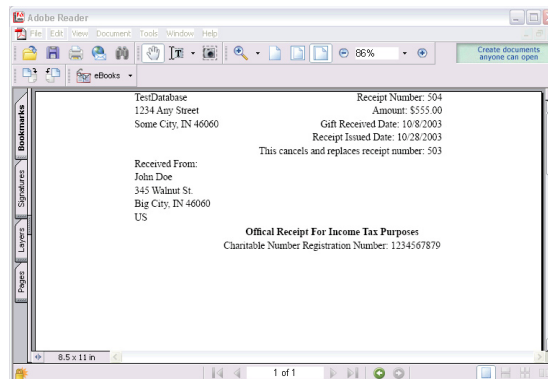 Adobe Reader
File Edit View Document Tools Window Help
86%
Create documents
anyone can open
eBooks
Bookmarks
Signatures
Layers
Pages
TestDatabase
1234 Any Street
Some City, IN 46060
Receipt Number: 504
Amount: $555.00
Gift Received Date: 10/8/2003
Receipt Issued Date: 10/28/2003
This cancels and replaces receipt number: 503
Received From:
John Doe
345 Walnut St.
Big City, IN 46060
US
Offical Receipt For Income Tax Purposes
Charitable Number Registration Number: 1234567879
8.5 x 11 in
1 of 1